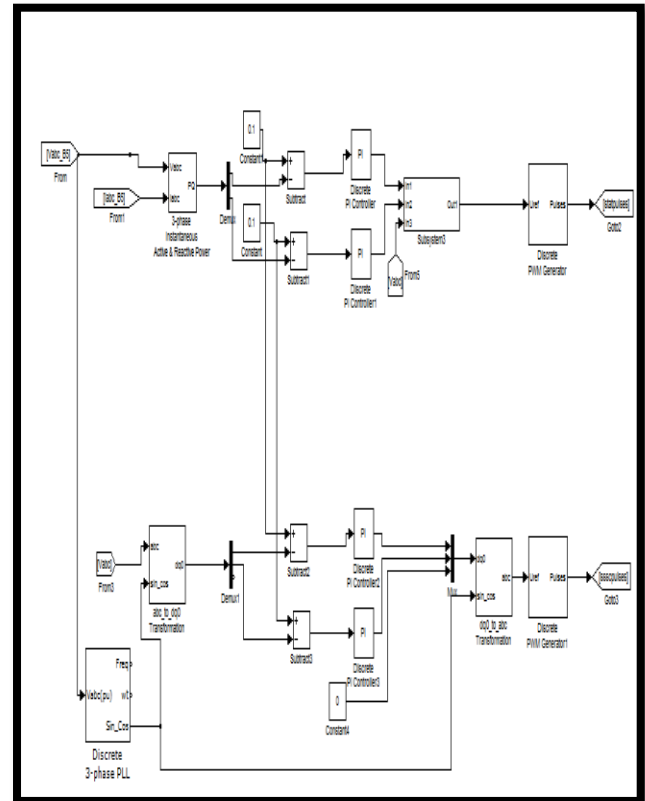 0.1
Constant1
[Vabc_B5]
From
[Iabc_B5]
From1
Vabc
Iabc
PQ
3-phase
Instantaneous
Active & Reactive Power
Demux
0.1
Constant
+
−
Subtract
+
−
Subtract1
PI
Discrete
PI Controller
PI
Discrete
PI Controller1
In1
In2
In3
Out1
Subsystem3
[Vabc]
From5
Uref
Pulses
Discrete
PWM Generator
[statpulses]
Goto2
[Vabc]
From3
abc
sin_cos
dq0
abc_to_dq0
Transformation
Demux1
+
−
Subtract2
+
−
Subtract3
PI
Discrete
PI Controller2
PI
Discrete
PI Controller3
0
Constant4
Mux
dq0
sin_cos
abc
dq0_to_abc
Transformation
Uref
Pulses
Discrete
PWM Generator1
Goto3
Vabc(pu)
Freq
wt
Sin_Cos
Discrete
3-phase PLL